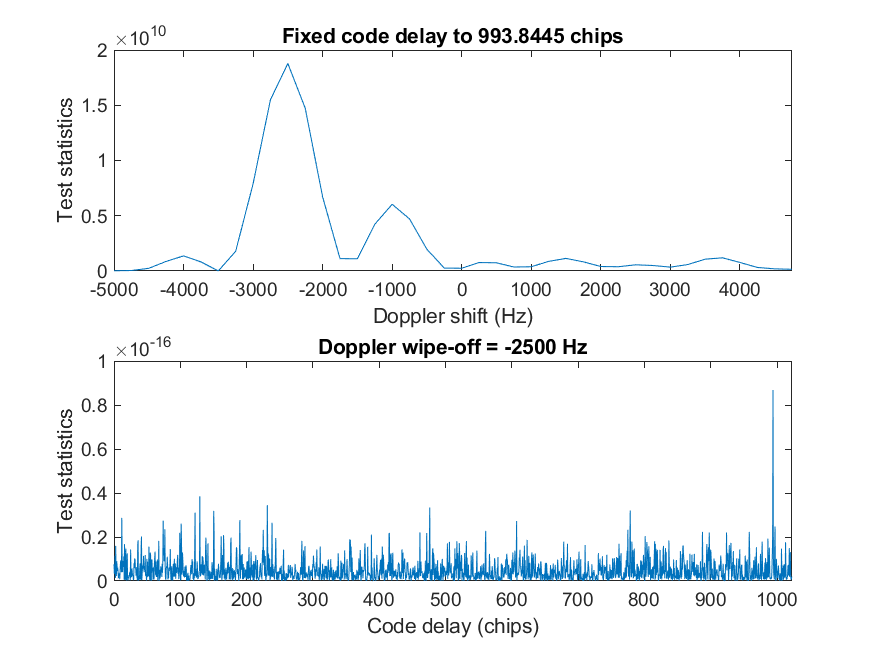 Fixed code delay to 993.8445 chips
×10^10
2
1.5
1
0.5
0
Test statistics
-5000 -4000 -3000 -2000 -1000 0 1000 2000 3000 4000
Doppler shift (Hz)
Doppler wipe-off = -2500 Hz
×10^-16
1
0.8
0.6
0.4
0.2
0
Test statistics
0 100 200 300 400 500 600 700 800 900 1000
Code delay (chips)